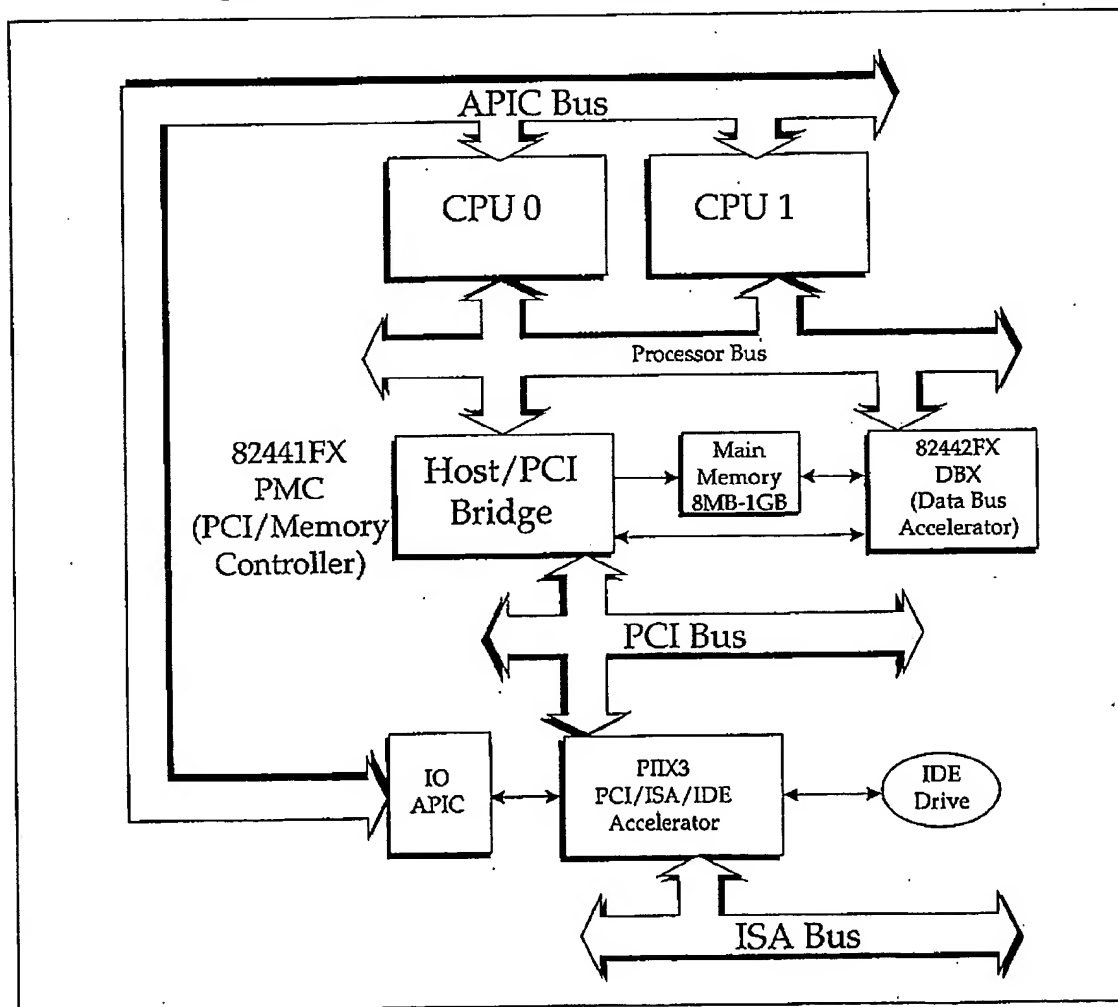 APIC Bus
CPU 0
CPU 1
Processor Bus
82441FX
PMC
(PCI/Memory
Controller)
Host/PCI
Bridge
Main
Memory
8MB-1GB
82442FX
DBX
(Data Bus
Accelerator)
PCI Bus
IO
APIC
PIIX3
PCI/ISA/IDE
Accelerator
IDE
Drive
ISA Bus